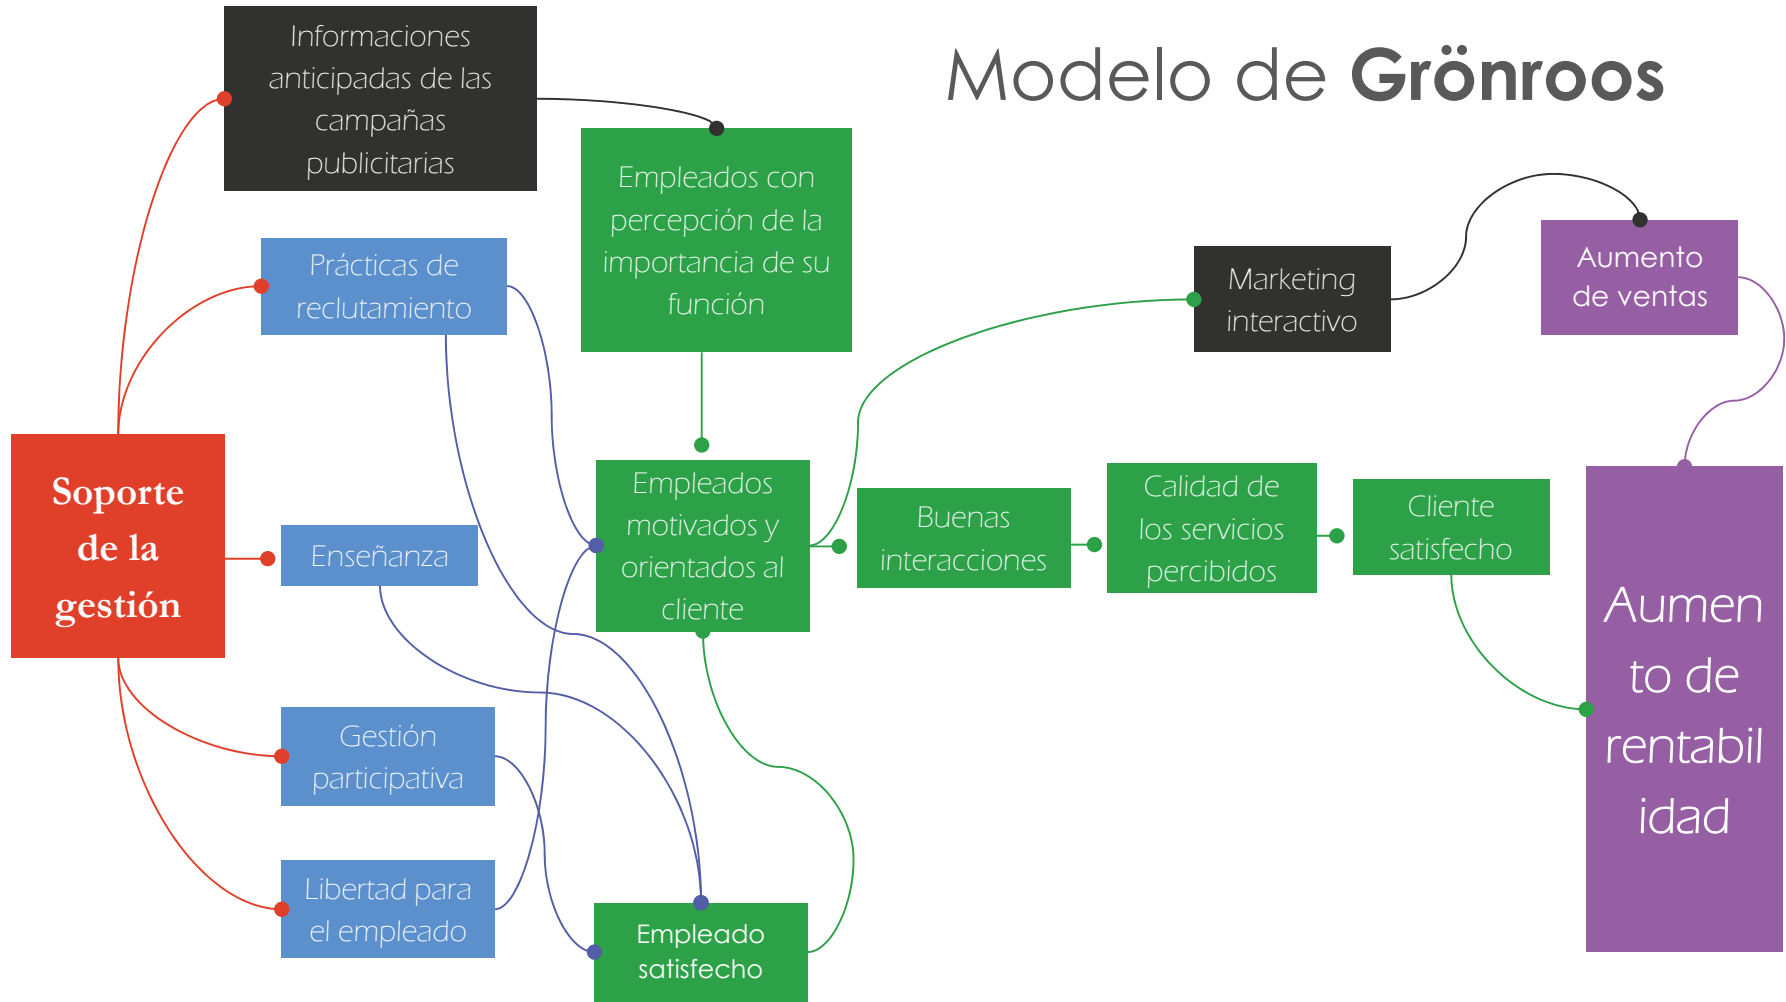 Modelo de Grönroos
Informaciones
anticipadas de las
campañas
publicitarias
Empleados con
percepción de la
importancia de su
función
Prácticas de
reclutamiento
Marketing
interactivo
Aumento
de ventas
Soporte
de la
gestión
Enseñanza
Empleados
motivados y
orientados al
cliente
Buenas
interacciones
Calidad de
los servicios
percibidos
Cliente
satisfecho
Aumen
to de
rentabil
idad
Gestión
participativa
Libertad para
el empleado
Empleado
satisfecho